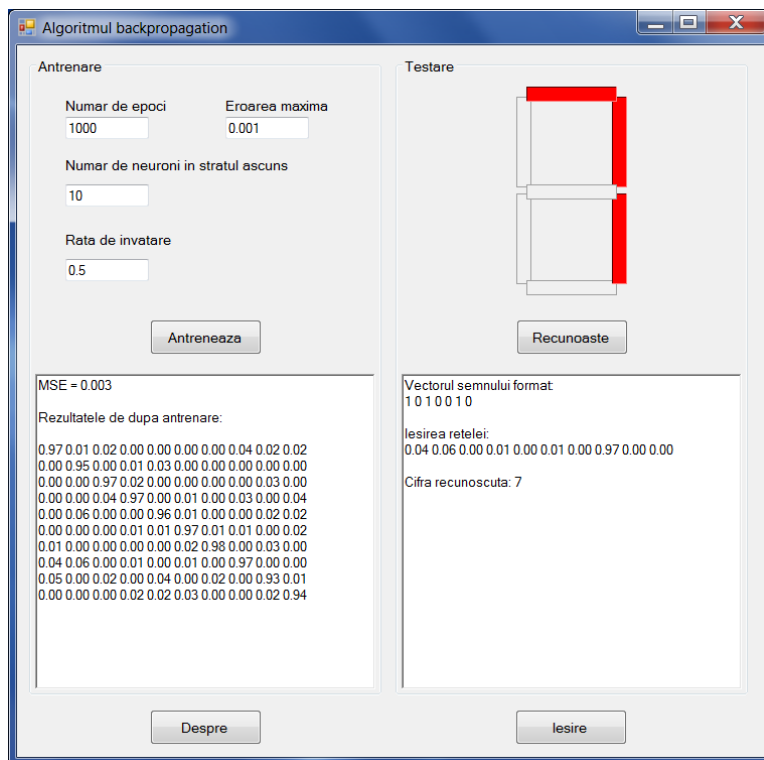 Algoritmul backpropagation
Antrenare
Numar de epoci
Eroarea maxima
1000
0.001
Numar de neuroni in stratul ascuns
10
Rata de invatare
0.5
Antreneaza
MSE = 0.003
Rezultatele de dupa antrenare:
0.97 0.01 0.02 0.00 0.00 0.00 0.00 0.04 0.02 0.02
0.00 0.95 0.00 0.01 0.03 0.00 0.00 0.00 0.00 0.00
0.00 0.00 0.97 0.02 0.00 0.00 0.00 0.00 0.03 0.00
0.00 0.00 0.04 0.97 0.00 0.01 0.00 0.03 0.00 0.04
0.00 0.06 0.00 0.00 0.96 0.01 0.00 0.00 0.02 0.02
0.00 0.00 0.00 0.01 0.01 0.97 0.01 0.01 0.00 0.02
0.01 0.00 0.00 0.00 0.00 0.02 0.98 0.00 0.03 0.00
0.04 0.06 0.00 0.01 0.00 0.01 0.00 0.97 0.00 0.00
0.05 0.00 0.02 0.00 0.04 0.00 0.02 0.00 0.93 0.01
0.00 0.00 0.00 0.02 0.02 0.03 0.00 0.00 0.02 0.94
Despre
Testare
Recunoaste
Vectorul semnului format:
1 0 1 0 0 1 0
Iesirea retelei:
0.04 0.06 0.00 0.01 0.00 0.01 0.00 0.97 0.00 0.00
Cifra recunoscuta: 7
Iesire